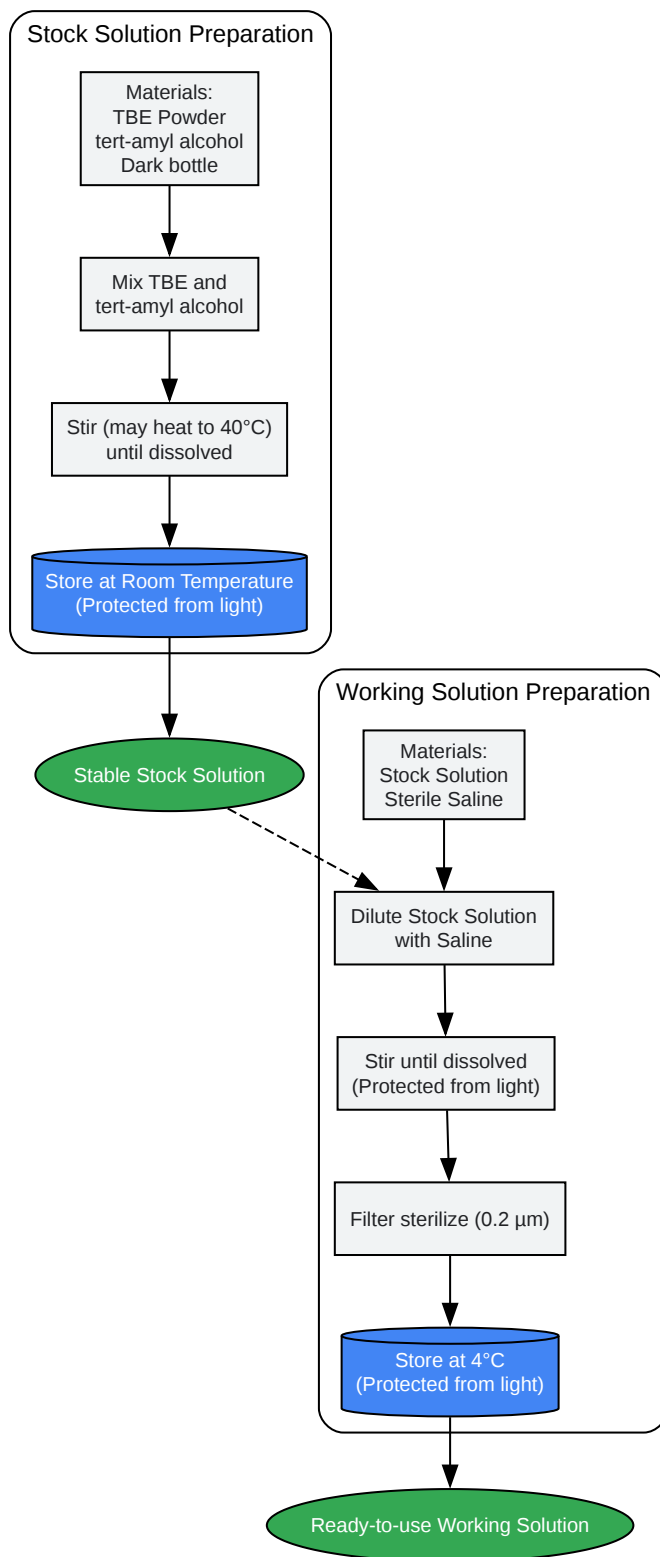 Stock Solution Preparation
Materials:
TBE Powder
tert-amyl alcohol
Dark bottle
Mix TBE and
tert-amyl alcohol
Stir (may heat to 40°C)
until dissolved
Store at Room Temperature
(Protected from light)
Stable Stock Solution
Working Solution Preparation
Materials:
Stock Solution
Sterile Saline
Dilute Stock Solution
with Saline
Stir until dissolved
(Protected from light)
Filter sterilize (0.2 µm)
Store at 4°C
(Protected from light)
Ready-to-use Working Solution